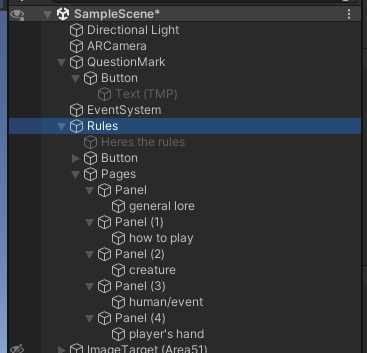 SampleScene*
Directional Light
ARCamera
QuestionMark
Button
Text (TMP)
EventSystem
Rules
Heres the rules
Button
Pages
Panel
general lore
Panel (1)
how to play
Panel (2)
creature
Panel (3)
human/event
Panel (4)
player's hand
ImageTarget (Area51)